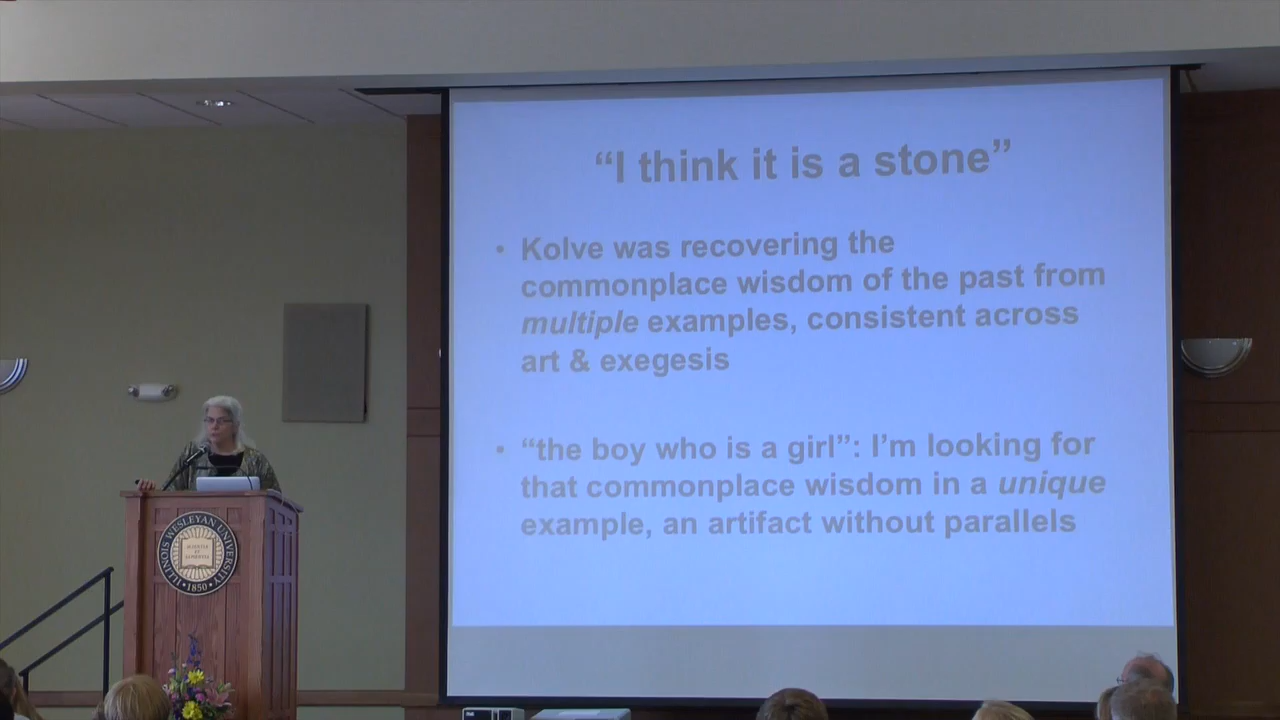 “I think it is a stone”
• Kolve was recovering the
commonplace wisdom of the past from
multiple examples, consistent across
art & exegesis
• “the boy who is a girl”: I’m looking for
that commonplace wisdom in a unique
example, an artifact without parallels
ILLINOIS WESLEYAN UNIVERSITY
• 1850 •